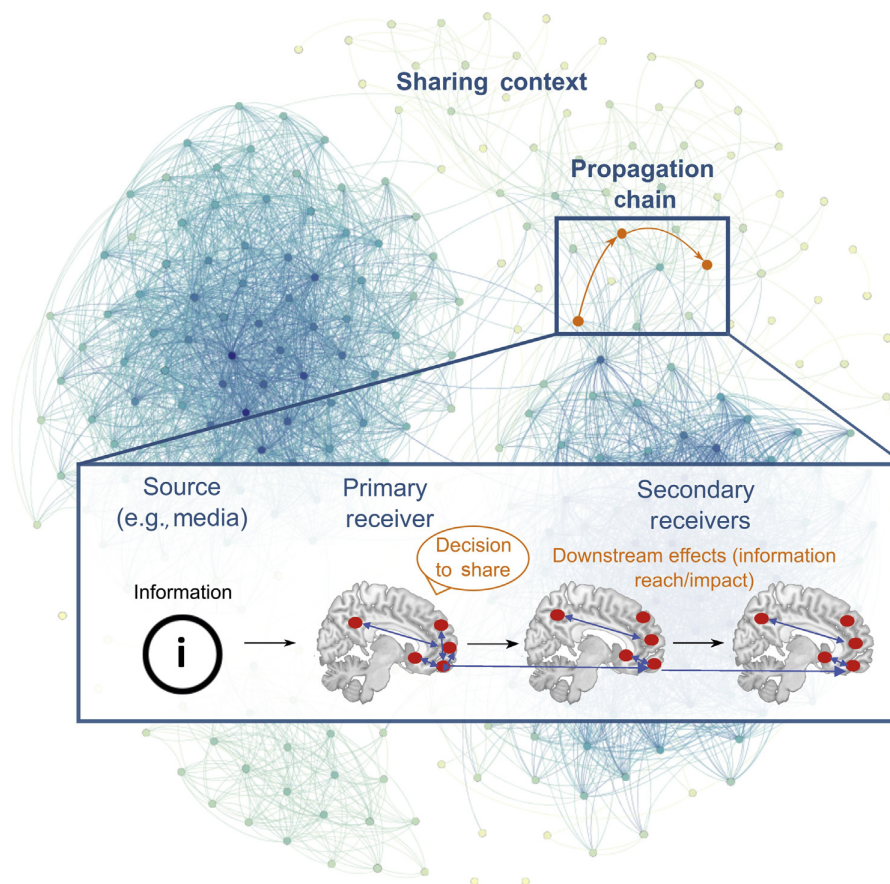 Sharing context
Propagation
chain
Source
(e.g., media)
Primary
receiver
Secondary
receivers
Decision
to share
Downstream effects (information
reach/impact)
Information
i